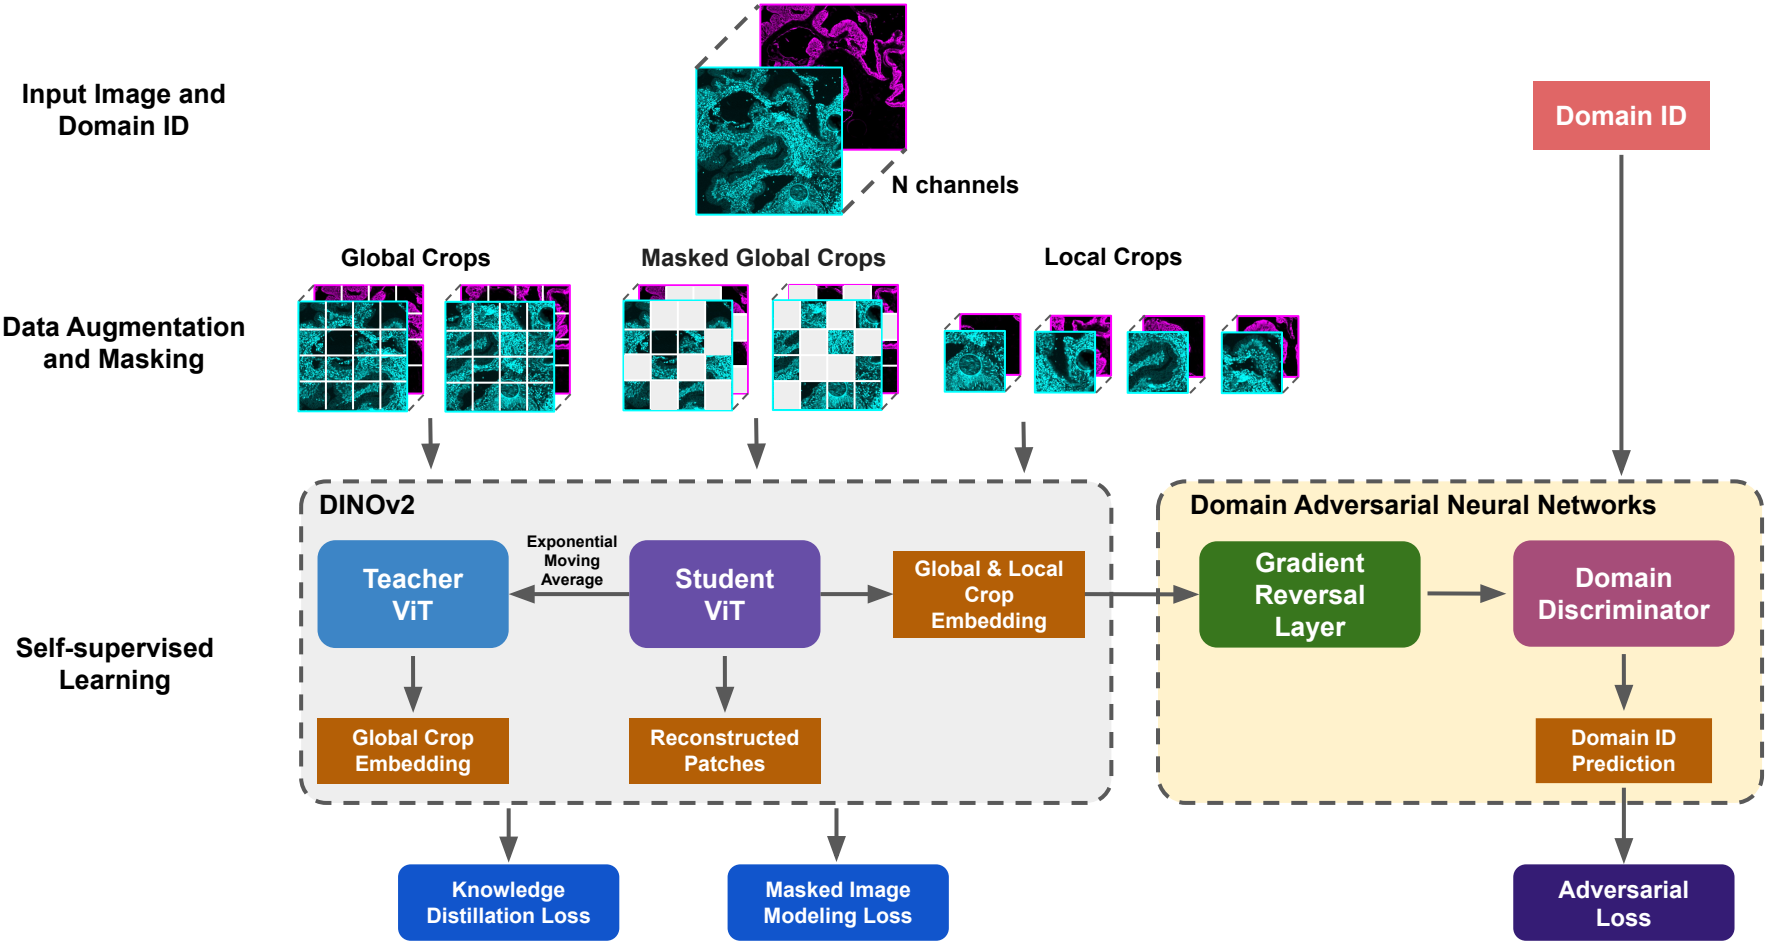 Input Image and
Domain ID
Domain ID
N channels
Global Crops
Masked Global Crops
Local Crops
Data Augmentation
and Masking
DINOv2
Domain Adversarial Neural Networks
Teacher
ViT
Exponential
Moving
Average
Student
ViT
Global & Local
Crop
Embedding
Gradient
Reversal
Layer
Domain
Discriminator
Self-supervised
Learning
Global Crop
Embedding
Reconstructed
Patches
Domain ID
Prediction
Knowledge
Distillation Loss
Masked Image
Modeling Loss
Adversarial
Loss